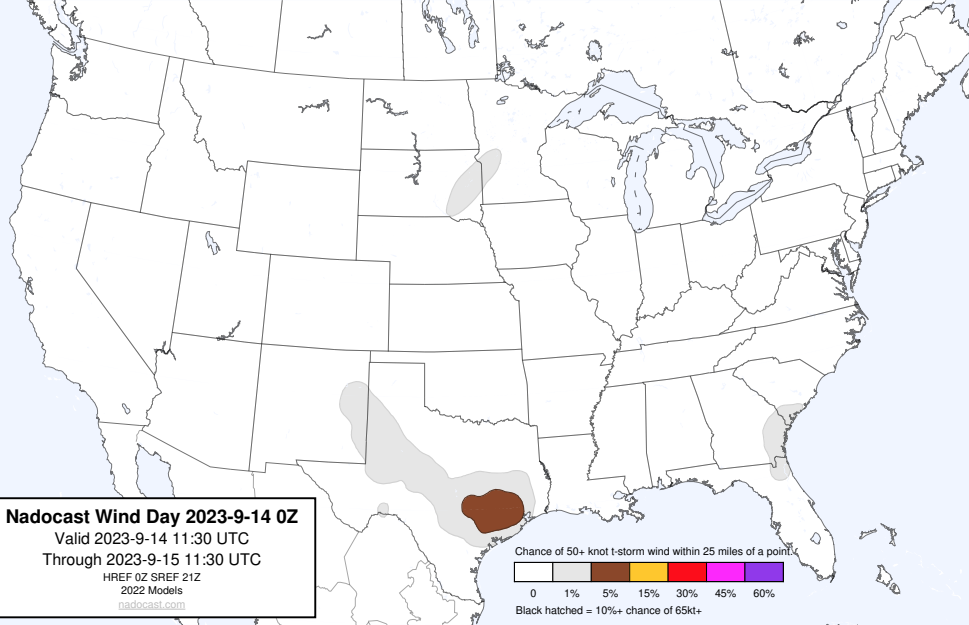 Nadocast Wind Day 2023-9-14 0Z
Valid 2023-9-14 11:30 UTC
Through 2023-9-15 11:30 UTC
HREF 0Z SREF 21Z
2022 Models
nadocast.com
Chance of 50+ knot t-storm wind within 25 miles of a point.
0 1% 5% 15% 30% 45% 60%
Black hatched = 10%+ chance of 65kt+